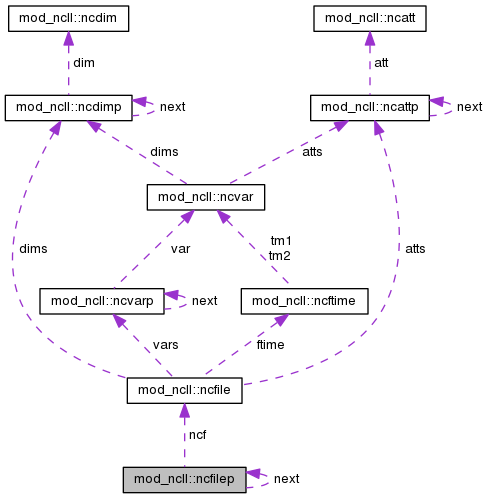 mod_ncll::ncdim
mod_ncll::ncatt
dim
att
mod_ncll::ncdimp
next
mod_ncll::ncattp
next
dims
atts
mod_ncll::ncvar
dims
var
tm1
tm2
atts
mod_ncll::ncvarp
next
mod_ncll::ncftime
vars
ftime
mod_ncll::ncfile
ncf
mod_ncll::ncfilep
next